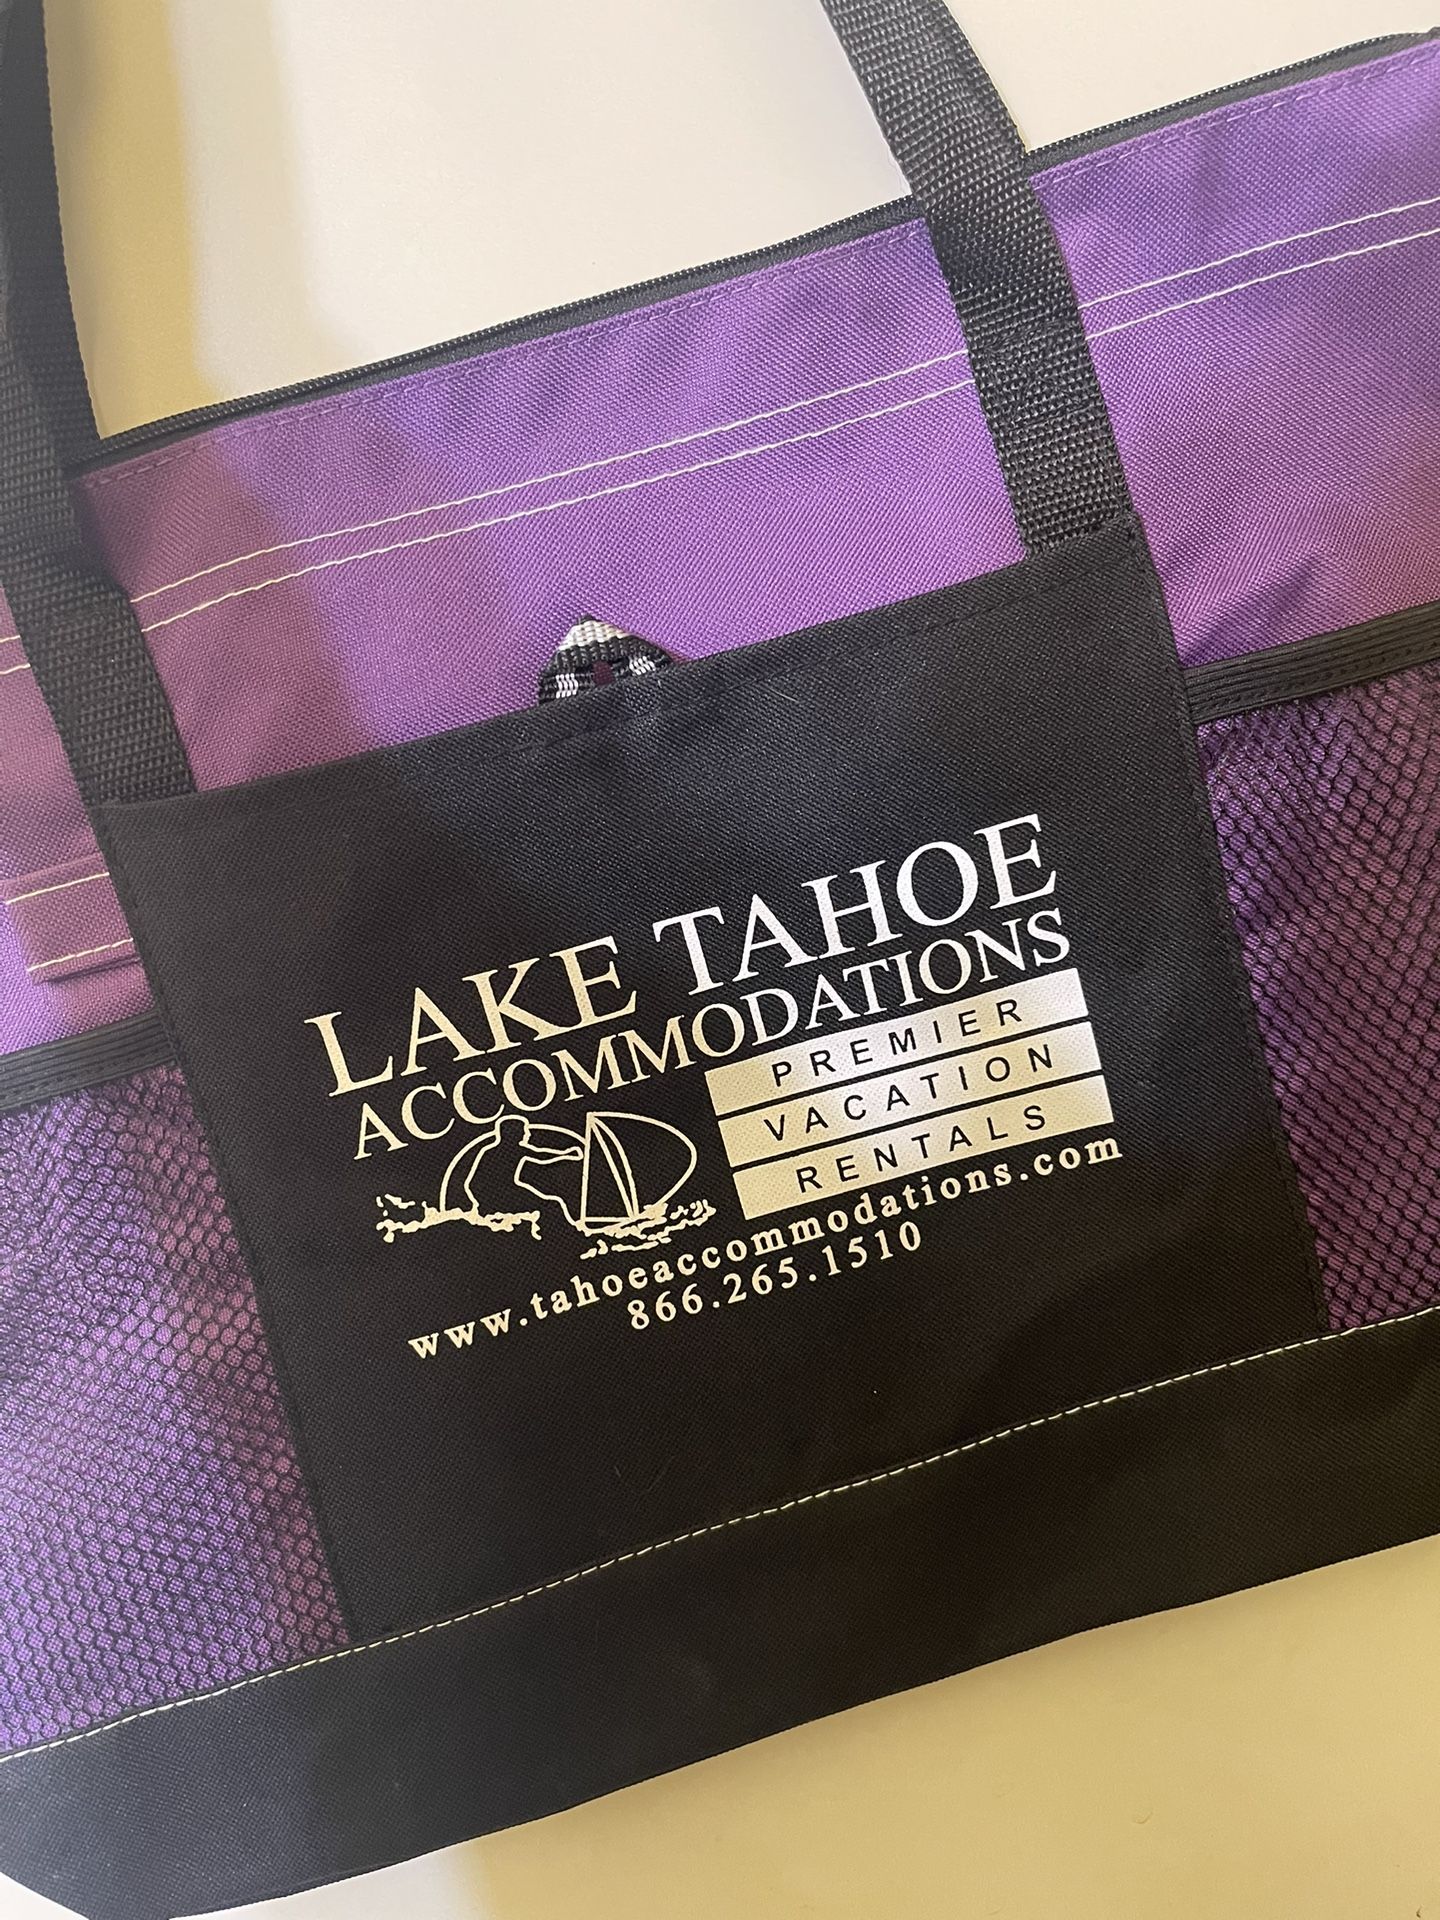 LAKE TAHOE
ACCOMMODATIONS
PREMIER
VACATION
RENTALS
www.tahoeaccommodations.com
866.265.1510